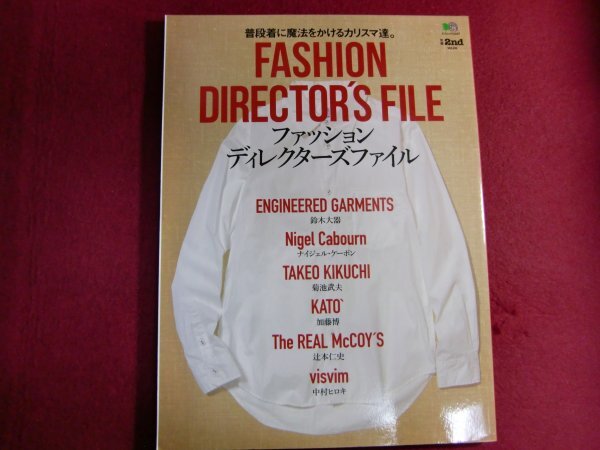 普段着に魔法をかけるカリスマ達。
別冊 2nd
FASHION
DIRECTOR'S FILE
ファッション
ディレクターズファイル
ENGINEERED GARMENTS
鈴木大器
Nigel Cabourn
ナイジェル・ケーボン
TAKEO KIKUCHI
菊池武夫
KATO`
加藤博
The REAL McCOY'S
辻本仁史
visvim
中村ヒロキ